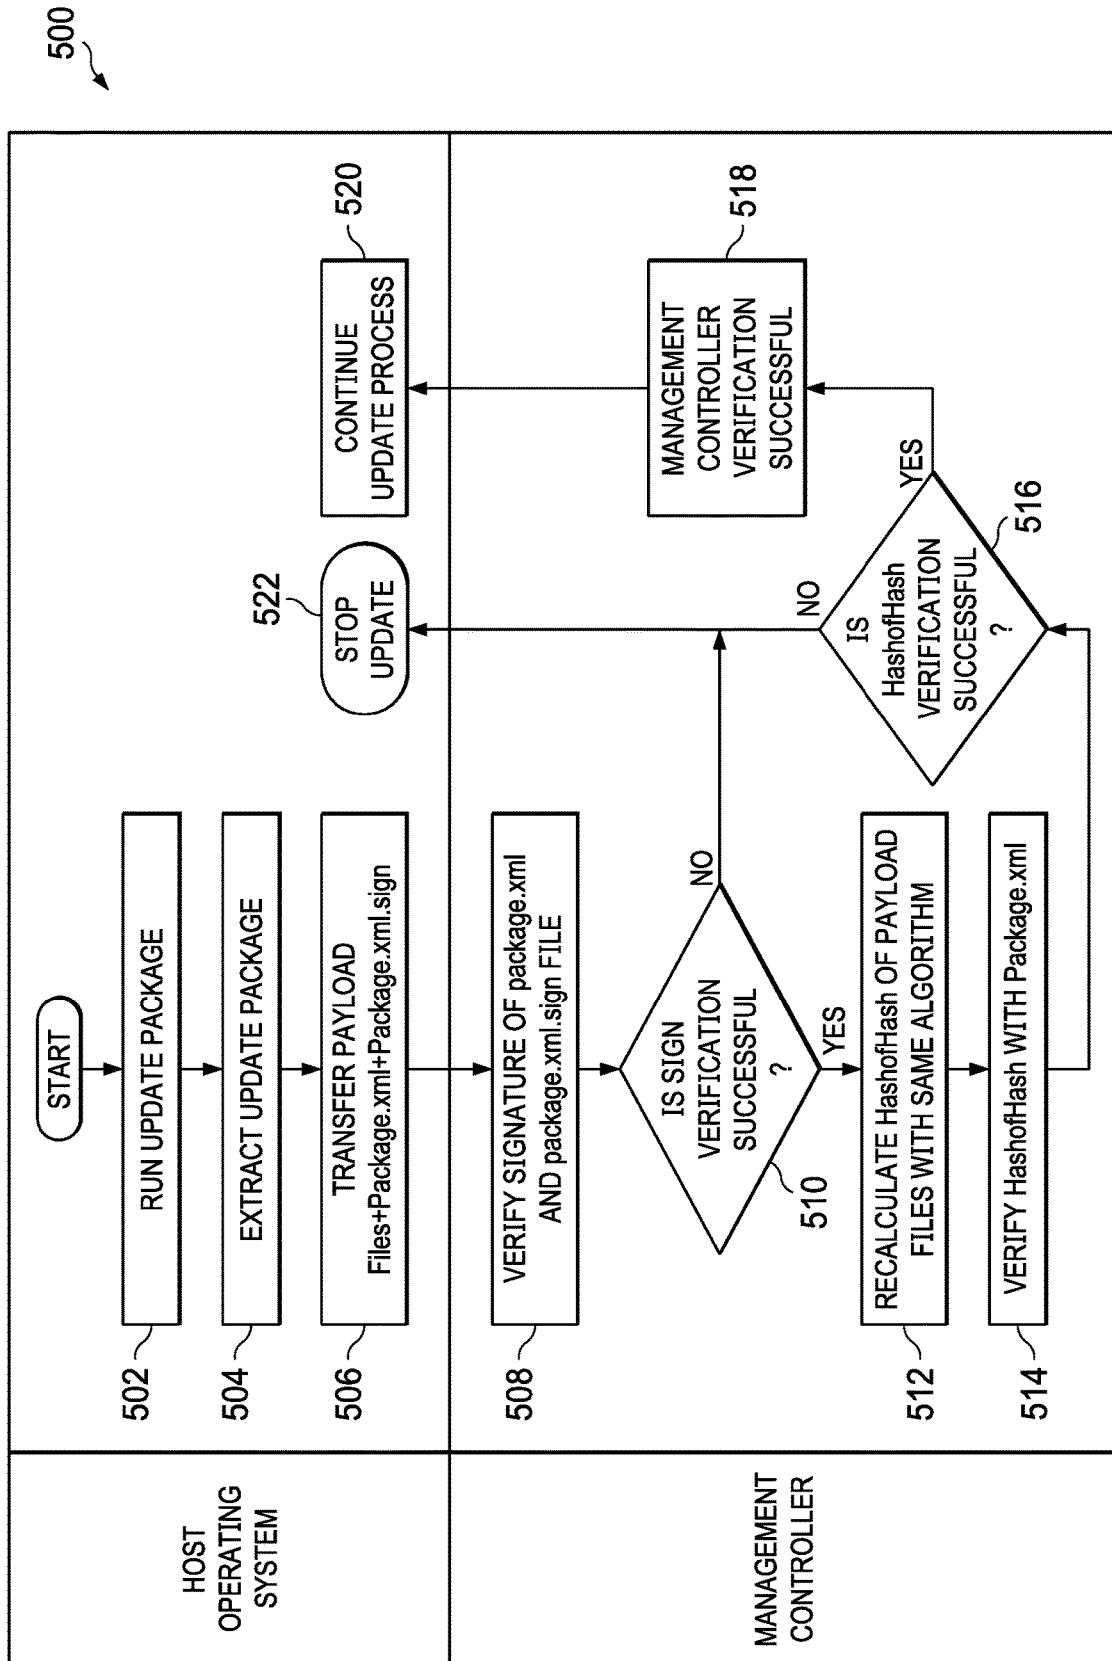 500
HOST
OPERATING
SYSTEM
START
RUN UPDATE PACKAGE
502
EXTRACT UPDATE PACKAGE
504
TRANSFER PAYLOAD
Files+Package.xml+Package.xml.sign
506
STOP
UPDATE
522
CONTINUE
UPDATE PROCESS
520
MANAGEMENT
CONTROLLER
VERIFY SIGNATURE OF package.xml
AND package.xml.sign FILE
508
IS SIGN
VERIFICATION
SUCCESSFUL
?
510
NO
YES
RECALCULATE HashofHash OF PAYLOAD
FILES WITH SAME ALGORITHM
512
VERIFY HashofHash WITH Package.xml
514
IS
HashofHash
VERIFICATION
SUCCESSFUL
?
516
NO
YES
MANAGEMENT
CONTROLLER
VERIFICATION
SUCCESSFUL
518